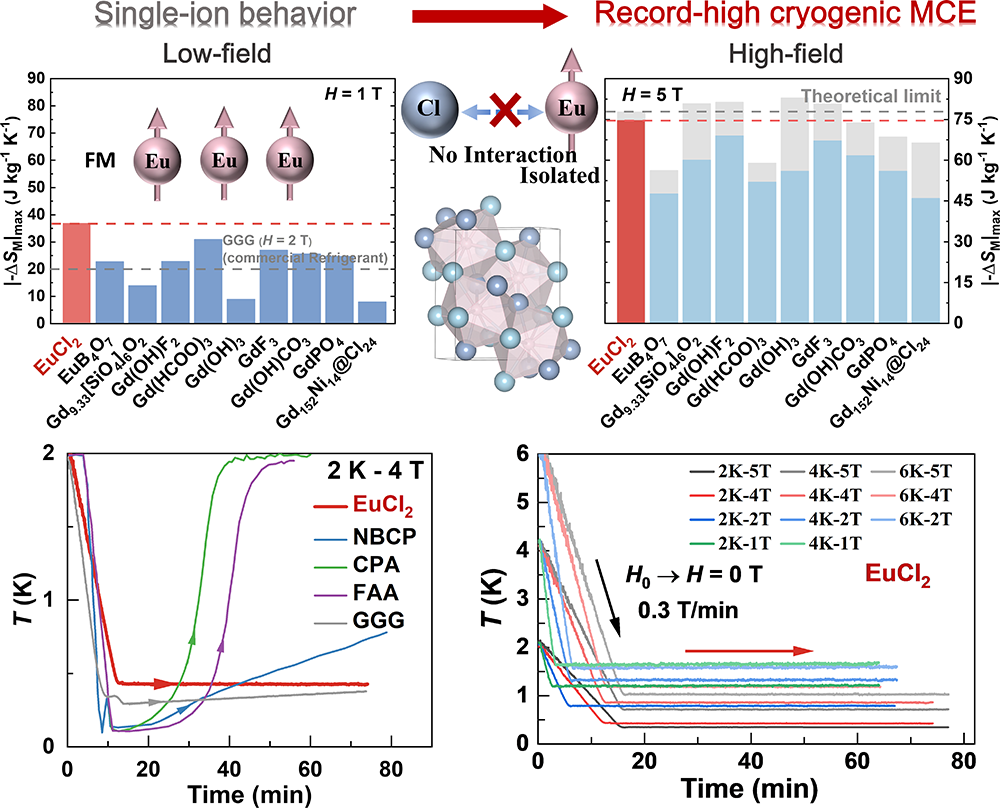 Single-ion behavior
Record-high cryogenic MCE
Low-field
High-field
90
80
70
60
50
40
30
20
10
0
|-ΔS_M|_max (J kg⁻¹ K⁻¹)
H = 1 T
FM
Eu
Eu
Eu
GGG (H = 2 T)
(commercial Refrigerant)
EuCl₂
EuB₄O₇
Gd₉.₃₃[SiO₄]₆O₂
Gd(OH)F₂
Gd(HCOO)₃
Gd(OH)₃
GdF₃
Gd(OH)CO₃
GdPO₄
Gd₁₅₂Ni₁₄@Cl₂₄
Cl
Eu
No Interaction
Isolated
H = 5 T
Theoretical limit
90
75
60
45
30
15
0
|-ΔS_M|_max (J kg⁻¹ K⁻¹)
EuCl₂
EuB₄O₇
Gd₉.₃₃[SiO₄]₆O₂
Gd(OH)F₂
Gd(HCOO)₃
Gd(OH)₃
GdF₃
Gd(OH)CO₃
GdPO₄
Gd₁₅₂Ni₁₄@Cl₂₄
2
1
0
T (K)
2 K - 4 T
EuCl₂
NBCP
CPA
FAA
GGG
0 20 40 60 80
Time (min)
6
5
4
3
2
1
0
T (K)
2K-5T 4K-5T 6K-5T
2K-4T 4K-4T 6K-4T
2K-2T 4K-2T 6K-2T
2K-1T 4K-1T
H₀ → H = 0 T
0.3 T/min
EuCl₂
0 20 40 60 80
Time (min)